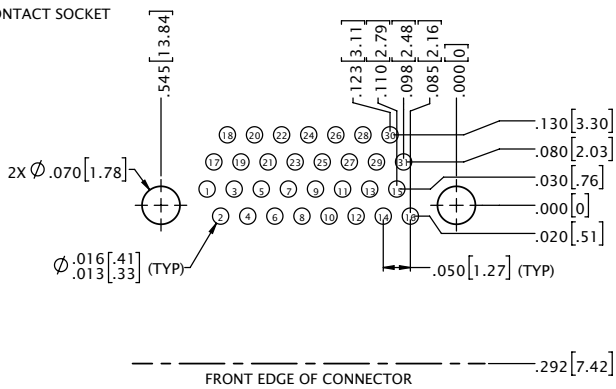 ONTACT SOCKET
.545[13.84]
.123[3.11]
.110[2.79]
.098[2.48]
.085[2.16]
.000[0]
18 20 22 24 26 28 30
.130[3.30]
17 19 21 23 25 27 29 31
.080[2.03]
2X Ø.070[1.78]
1 3 5 7 9 11 13 15
.030[.76]
.000[0]
2 4 6 8 10 12 14 16
.020[.51]
Ø .016[.41]
.013[.33] (TYP)
.050[1.27] (TYP)
.292[7.42]
FRONT EDGE OF CONNECTOR